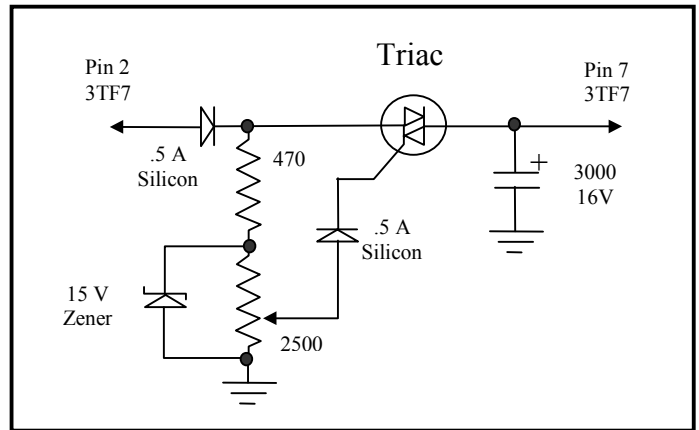 Triac
Pin 2
3TF7
Pin 7
3TF7
.5 A
Silicon
470
+
3000
16V
.5 A
Silicon
15 V
Zener
2500